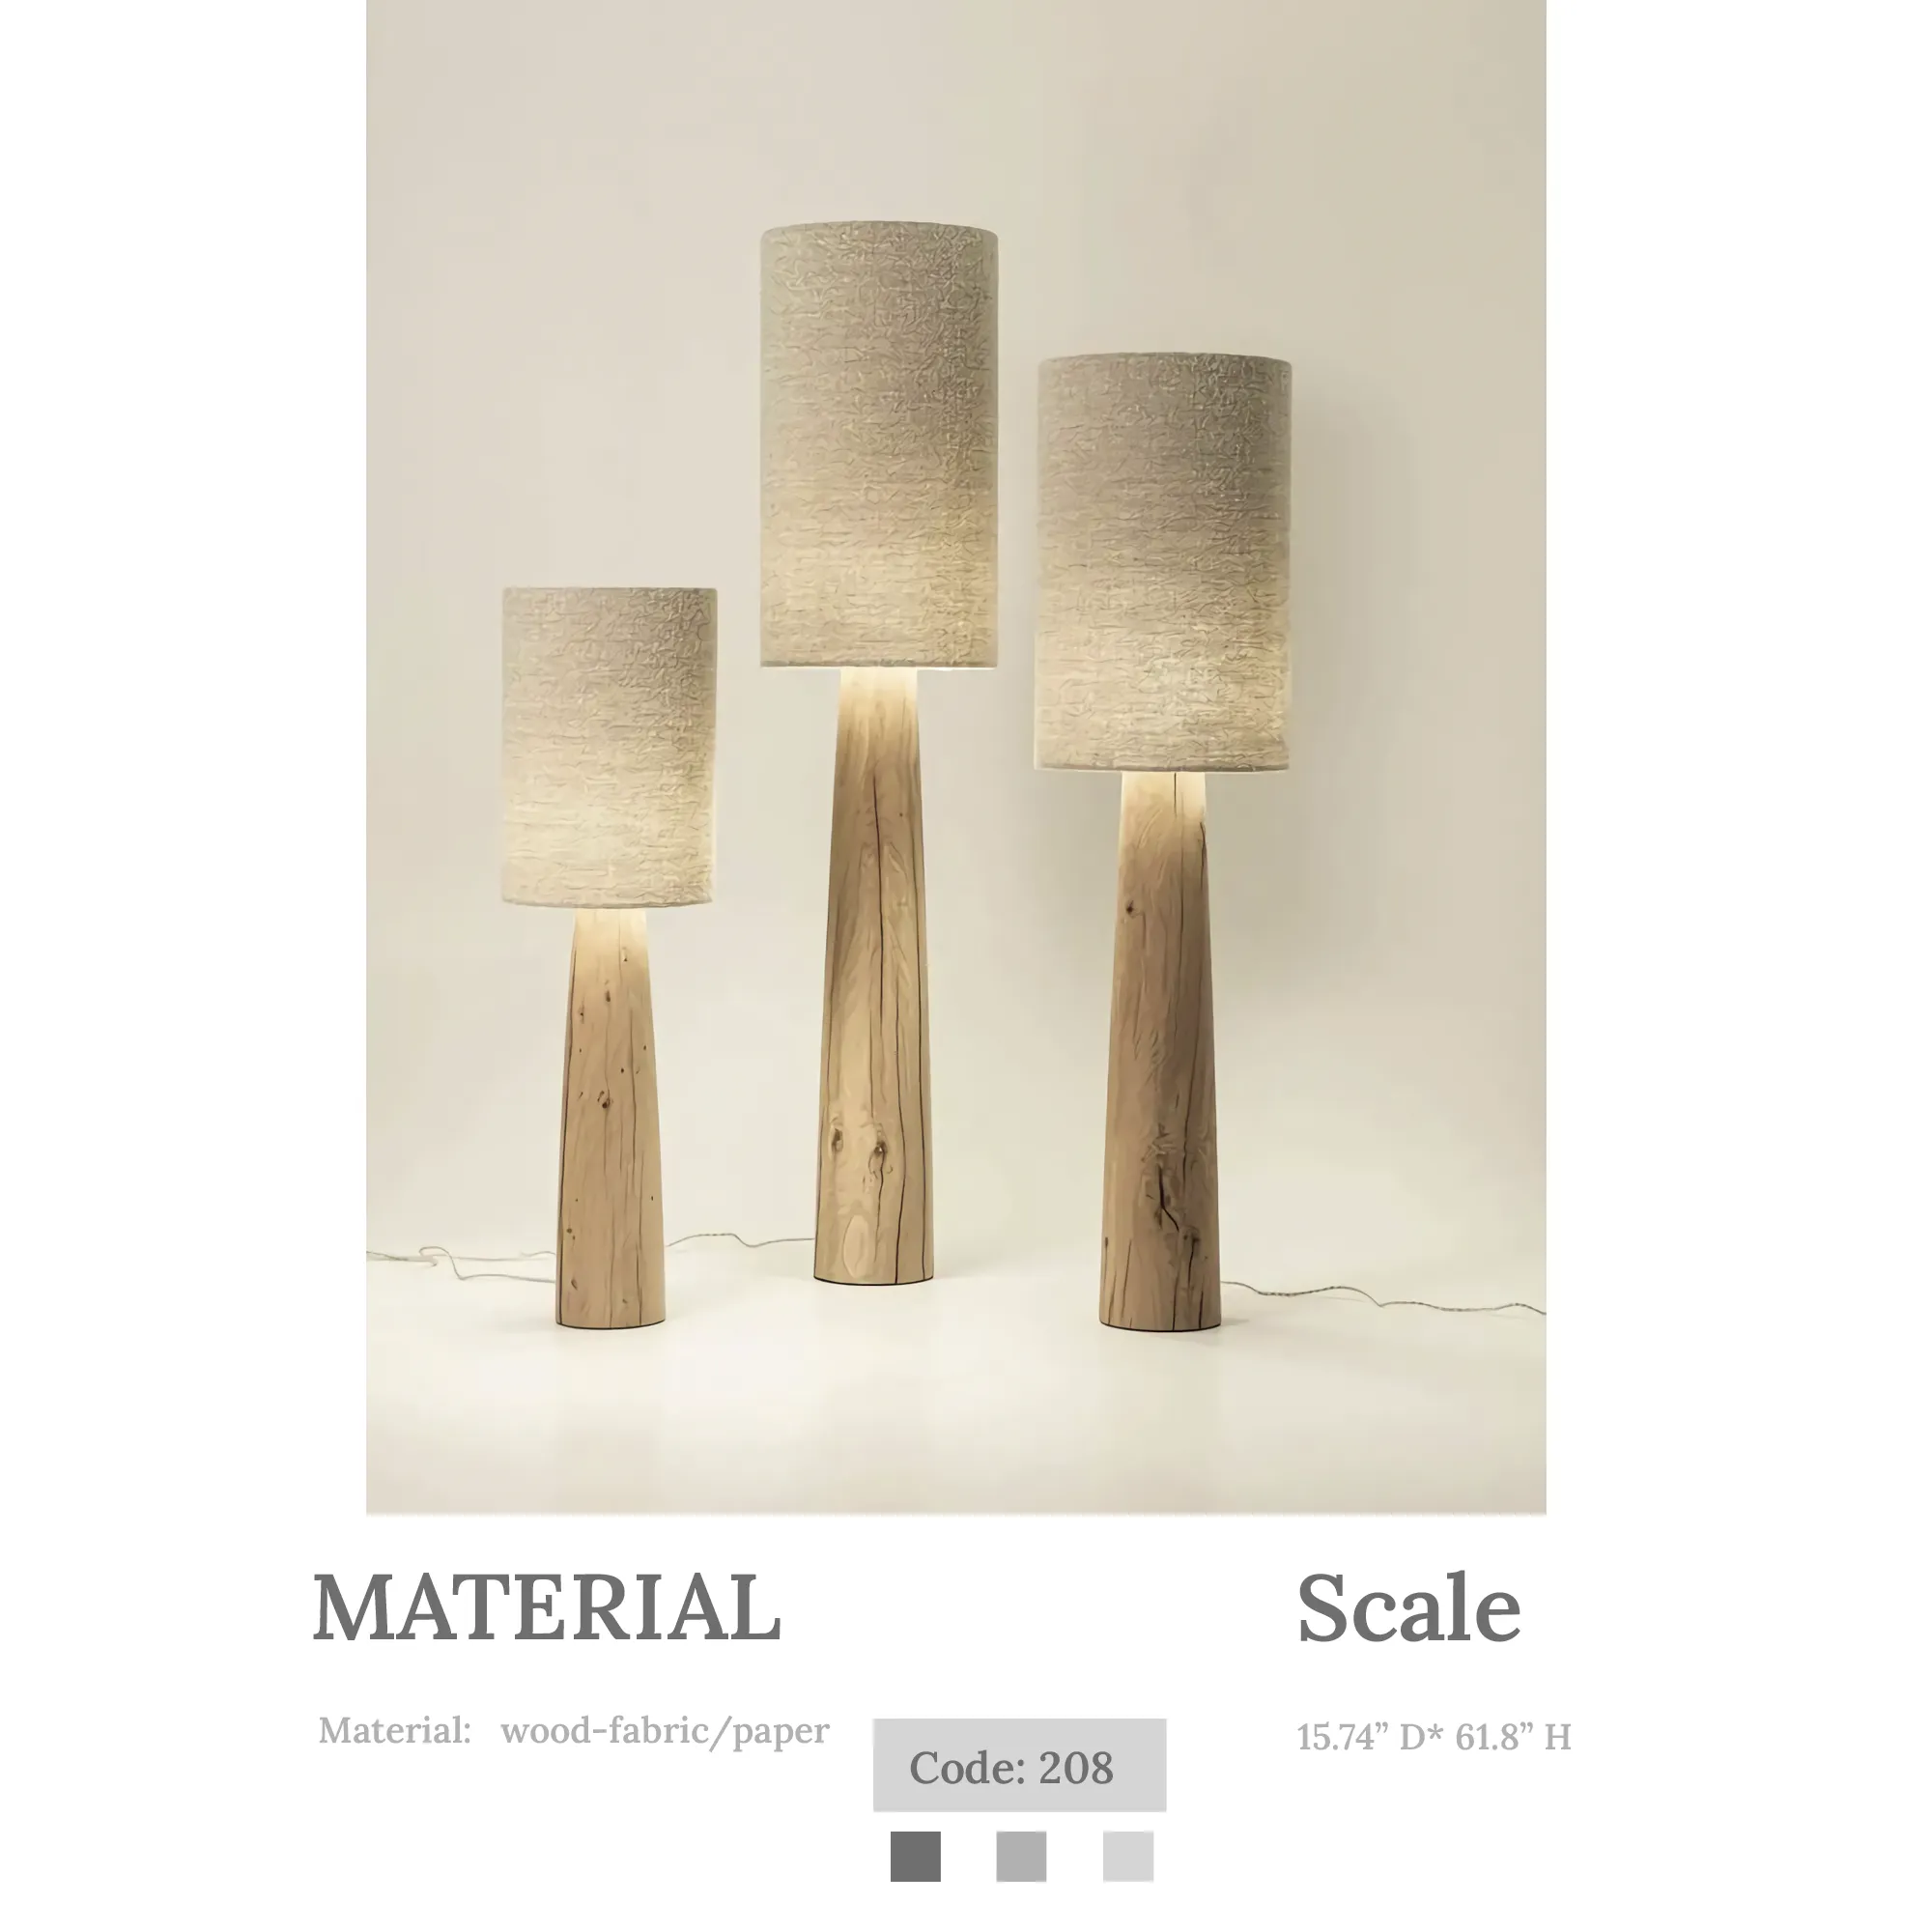 MATERIAL
Scale
Material: wood-fabric/paper
15.74” D* 61.8” H
Code: 208